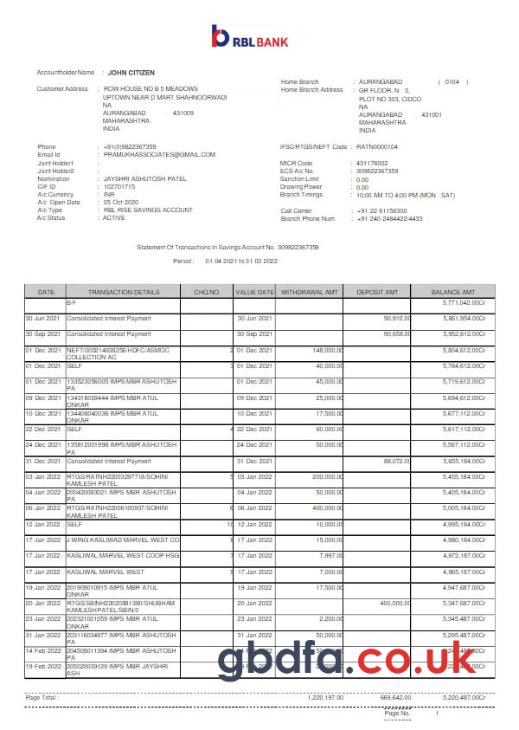 RBLBANK
Accountholder Name : JOHN CITIZEN
Customer Address : ROW HOUSE NO B 5 MEADOWS
UPTOWN NEAR D MART SHAHNOORWADI
NA
AURANGABAD 431009
MAHARASHTRA
INDIA
Home Branch : AURANGABAD ( 0104 )
Home Branch Address : GR FLOOR, N 3,
PLOT NO 303, CIDCO
NA
AURANGABAD 431001
MAHARASHTRA
INDIA
Phone : +91(0)9822367359
Email Id : PRAMUKHASSOCIATES@GMAIL.COM
Joint Holder1 :
Joint Holder2 :
Nomination : JAYSHRI ASHUTOSH PATEL
CIF ID : 102701715
A/c Currency : INR
A/c Open Date : 05 Oct 2020
A/c Type : RBL RISE SAVINGS ACCOUNT
A/c Status : ACTIVE
IFSC/RTGS/NEFT Code : RATN0000104
MICR Code : 431176002
ECS A/c No. : 309822367359
Sanction Limit : 0.00
Drawing Power : 0.00
Branch Timings : 10:00 AM TO 4:00 PM (MON SAT)
Call Center : +91 22 61156300
Branch Phone Num : +91 240 2484422/4433
Statement Of Transactions In Savings Account No. 309822367359
Period : 01 04 2021 to 31 03 2022
DATE TRANSACTION DETAILS CHQ.NO. VALUE DATE WITHDRAWAL AMT DEPOSIT AMT BALANCE AMT
B/F 5,771,042.00Cr
30 Jun 2021 Consolidated Interest Payment 30 Jun 2021 90,912.00 5,861,954.00Cr
30 Sep 2021 Consolidated Interest Payment 30 Sep 2021 90,658.00 5,952,612.00Cr
01 Dec 2021 NEFT/000214638256/HDFC/ASMOC 2 01 Dec 2021 148,000.00 5,804,612.00Cr
COLLECTION AC
01 Dec 2021 SELF 3 01 Dec 2021 40,000.00 5,764,612.00Cr
01 Dec 2021 133523056005 IMPS MBR ASHUTOSH 01 Dec 2021 45,000.00 5,719,612.00Cr
PA
09 Dec 2021 134318009444 IMPS MBR ATUL 09 Dec 2021 25,000.00 5,694,612.00Cr
ONKAR
10 Dec 2021 134408040036 IMPS MBR ATUL 10 Dec 2021 17,500.00 5,677,112.00Cr
ONKAR
22 Dec 2021 SELF 4 22 Dec 2021 60,000.00 5,617,112.00Cr
24 Dec 2021 135812001998 IMPS MBR ASHUTOSH 24 Dec 2021 50,000.00 5,567,112.00Cr
PA
31 Dec 2021 Consolidated Interest Payment 31 Dec 2021 88,072.00 5,655,184.00Cr
03 Jan 2022 RTGS/RATNH22003297718/SOHINI 5 03 Jan 2022 200,000.00 5,455,184.00Cr
KAMLESH PATEL
04 Jan 2022 200420083021 IMPS MBR ASHUTOSH 04 Jan 2022 50,000.00 5,405,184.00Cr
PA
06 Jan 2022 RTGS/RATNH22006100937/SOHINI 6 06 Jan 2022 400,000.00 5,005,184.00Cr
KAMLESH PATEL
12 Jan 2022 SELF 10 12 Jan 2022 10,000.00 4,995,184.00Cr
17 Jan 2022 J WING KASLIWAD MARVEL WEST CO 8 17 Jan 2022 15,000.00 4,980,184.00Cr
17 Jan 2022 KASLIWAL MARVEL WEST COOP HSG 7 17 Jan 2022 7,997.00 4,972,187.00Cr
17 Jan 2022 KASLIWAL MARVEL WEST 17 Jan 2022 7,000.00 4,965,187.00Cr
19 Jan 2022 201909010915 IMPS MBR ATUL 19 Jan 2022 17,500.00 4,947,687.00Cr
ONKAR
20 Jan 2022 RTGS/SBINH22020881380/SHUBHAM 20 Jan 2022 400,000.00 5,347,687.00Cr
KAMLESHPATEL/SBIN/0
23 Jan 2022 202321001059 IMPS MBR ATUL 23 Jan 2022 2,200.00 5,345,487.00Cr
ONKAR
31 Jan 2022 203116034977 IMPS MBR ASHUTOSH 31 Jan 2022 50,000.00 5,295,487.00Cr
PA
14 Feb 2022 204509011394 IMPS MBR ASHUTOSH
PA
19 Feb 2022 205020039129 IMPS MBR JAYSHRI
ASH
gbdfa.co.uk
Page Total : 1,220,197.00 669,642.00 5,220,487.00Cr
Page No. 1